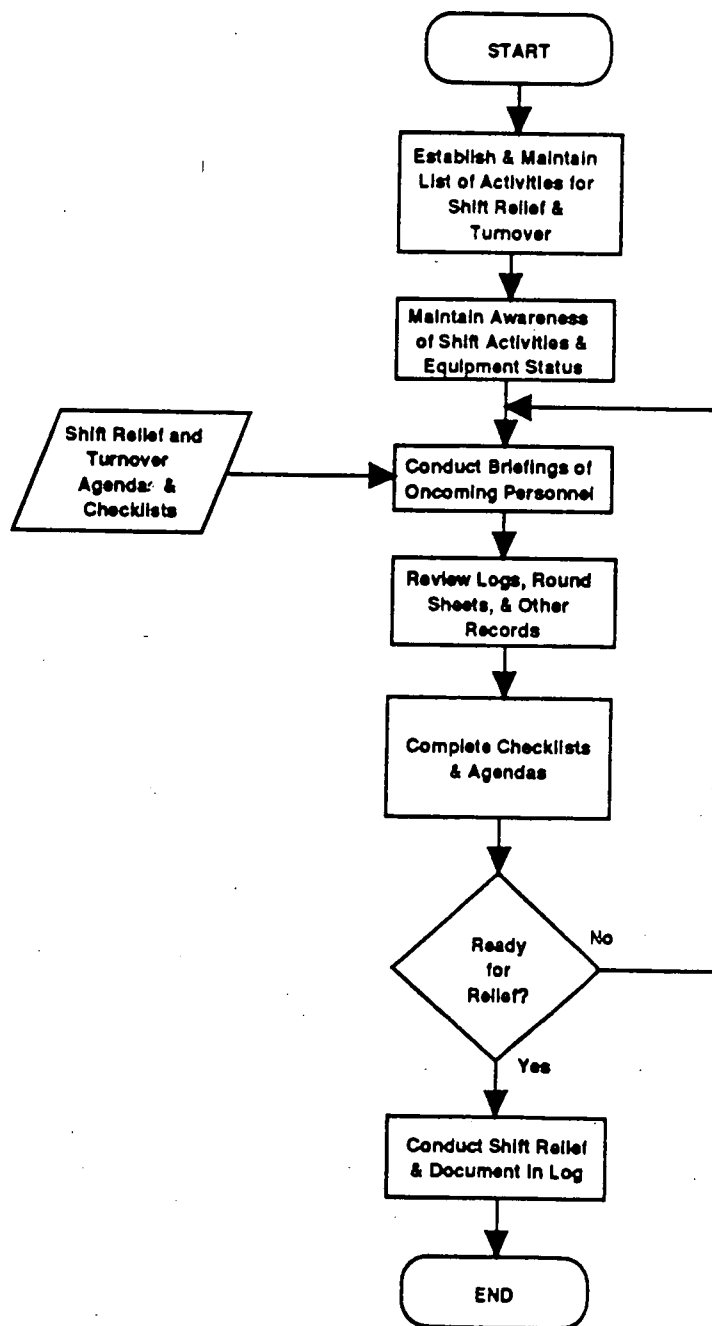 START
Establish & Maintain
List of Activities for
Shift Relief &
Turnover
Maintain Awareness
of Shift Activities &
Equipment Status
Shift Relief and
Turnover
Agendas &
Checklists
Conduct Briefings of
Oncoming Personnel
Review Logs, Round
Sheets, & Other
Records
Complete Checklists
& Agendas
Ready
for
Relief?
No
Yes
Conduct Shift Relief
& Document in Log
END